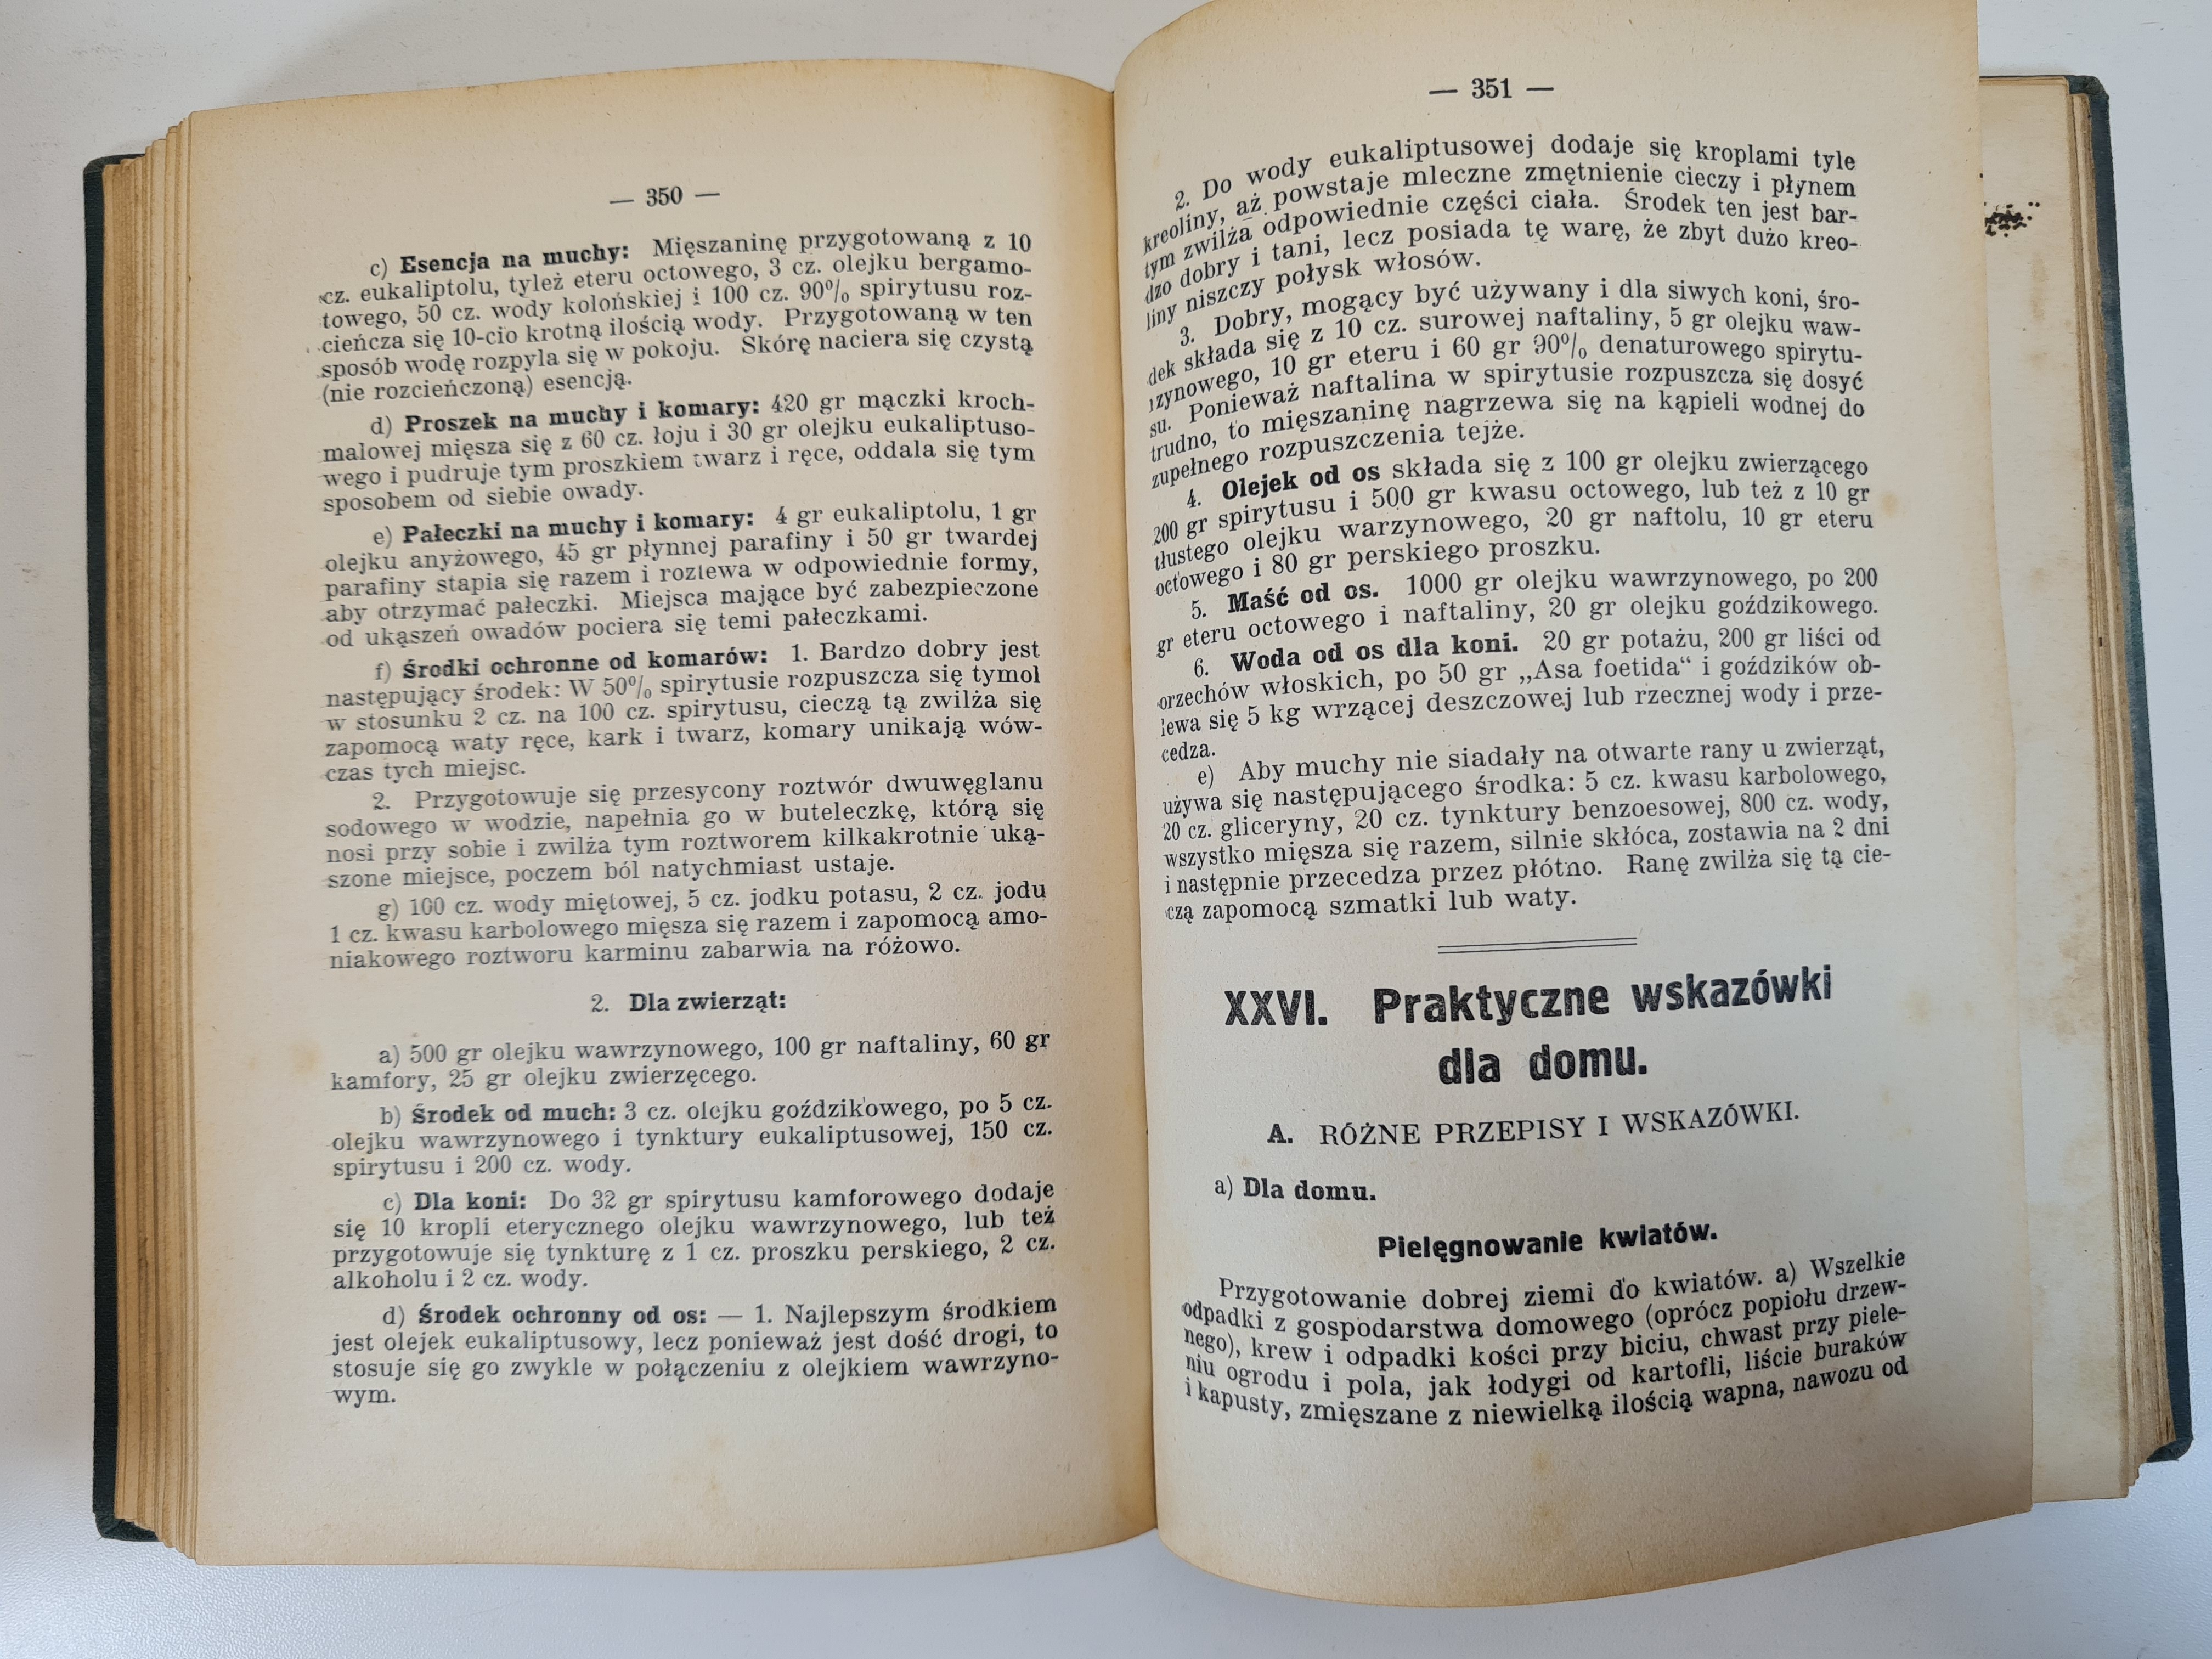 — 350 —
c) Esencja na muchy: Mięszaninę przygotowaną z 10
cz. eukaliptolu, tyleż eteru octowego, 3 cz. olejku bergamo-
towego, 50 cz. wody kolońskiej i 100 cz. 90% spirytusu roz-
cieńcza się 10-cio krotną ilością wody. Przygotowaną w ten
sposób wodę rozpyla się w pokoju. Skórę naciera się czystą
(nie rozcieńczoną) esencją.
d) Proszek na muchy i komary: 420 gr mączki kroch-
malowej mięsza się z 60 cz. łoju i 30 gr olejku eukaliptuso-
wego i pudruje tym proszkiem twarz i ręce, oddala się tym
sposobem od siebie owady.
e) Pałeczki na muchy i komary: 4 gr eukaliptolu, 1 gr
olejku anyżowego, 45 gr płynnej parafiny i 50 gr twardej
parafiny stapia się razem i rozlewa w odpowiednie formy,
aby otrzymać pałeczki. Miejsca mające być zabezpieczone
od ukąszeń owadów pociera się temi pałeczkami.
f) Środki ochronne od komarów: 1. Bardzo dobry jest
następujący środek: W 50% spirytusie rozpuszcza się tymol
w stosunku 2 cz. na 100 cz. spirytusu, cieczą tą zwilża się
zapomocą waty ręce, kark i twarz, komary unikają wów-
czas tych miejsc.
2. Przygotowuje się przesycony roztwór dwuwęglanu
sodowego w wodzie, napełnia go w buteleczkę, którą się
nosi przy sobie i zwilża tym roztworem kilkakrotnie uką-
szone miejsce, poczem ból natychmiast ustaje.
g) 100 cz. wody miętowej, 5 cz. jodku potasu, 2 cz. jodu
1 cz. kwasu karbolowego mięsza się razem i zapomocą amo-
niakowego roztworu karminu zabarwia na różowo.
2. Dla zwierząt:
a) 500 gr olejku wawrzynowego, 100 gr naftaliny, 60 gr
kamfory, 25 gr olejku zwierzęcego.
b) Środek od much: 3 cz. olejku goździkowego, po 5 cz.
olejku wawrzynowego i tynktury eukaliptusowej, 150 cz.
spirytusu i 200 cz. wody.
c) Dla koni: Do 32 gr spirytusu kamforowego dodaje
się 10 kropli eterycznego olejku wawrzynowego, lub też
przygotowuje się tynkturę z 1 cz. proszku perskiego, 2 cz.
alkoholu i 2 cz. wody.
d) Środek ochronny od os: — 1. Najlepszym środkiem
jest olejek eukaliptusowy, lecz ponieważ jest dość drogi, to
stosuje się go zwykle w połączeniu z olejkiem wawrzyno-
wym.
— 351 —
2. Do wody eukaliptusowej dodaje się kroplami tyle
kreoliny, aż powstaje mleczne zmętnienie cieczy i płynem
tym zwilża odpowiednie części ciała. Środek ten jest bar-
dzo dobry i tani, lecz posiada tę warę, że zbyt dużo kreo-
liny niszczy połysk włosów.
3. Dobry, mogący być używany i dla siwych koni, śro-
dek składa się z 10 cz. surowej naftaliny, 5 gr olejku waw-
rzynowego, 10 gr eteru i 60 gr 90% denaturowego spirytu-
su. Ponieważ naftalina w spirytusie rozpuszcza się dosyć
trudno, to mięszaninę nagrzewa się na kąpieli wodnej do
zupełnego rozpuszczenia tejże.
4. Olejek od os składa się z 100 gr olejku zwierzącego
200 gr spirytusu i 500 gr kwasu octowego, lub też z 10 gr
tłustego olejku warzynowego, 20 gr naftolu, 10 gr eteru
octowego i 80 gr perskiego proszku.
5. Maść od os. 1000 gr olejku wawrzynowego, po 200
gr eteru octowego i naftaliny, 20 gr olejku goździkowego.
6. Woda od os dla koni. 20 gr potażu, 200 gr liści od
orzechów włoskich, po 50 gr „Asa foetida“ i goździków ob-
lewa się 5 kg wrzącej deszczowej lub rzecznej wody i prze-
cedza.
e) Aby muchy nie siadały na otwarte rany u zwierząt,
używa się następującego środka: 5 cz. kwasu karbolowego,
20 cz. gliceryny, 20 cz. tynktury benzoesowej, 800 cz. wody,
wszystko mięsza się razem, silnie skłóca, zostawia na 2 dni
i następnie przecedza przez płótno. Ranę zwilża się tą cie-
czą zapomocą szmatki lub waty.
XXVI. Praktyczne wskazówki
dla domu.
A. RÓŻNE PRZEPISY I WSKAZÓWKI.
a) Dla domu.
Pielęgnowanie kwiatów.
Przygotowanie dobrej ziemi do kwiatów. a) Wszelkie
odpadki z gospodarstwa domowego (oprócz popiołu drzew-
nego), krew i odpadki kości przy biciu, chwast przy piele-
niu ogrodu i pola, jak łodygi od kartofli, liście buraków
i kapusty, zmięszane z niewielką ilością wapna, nawozu od